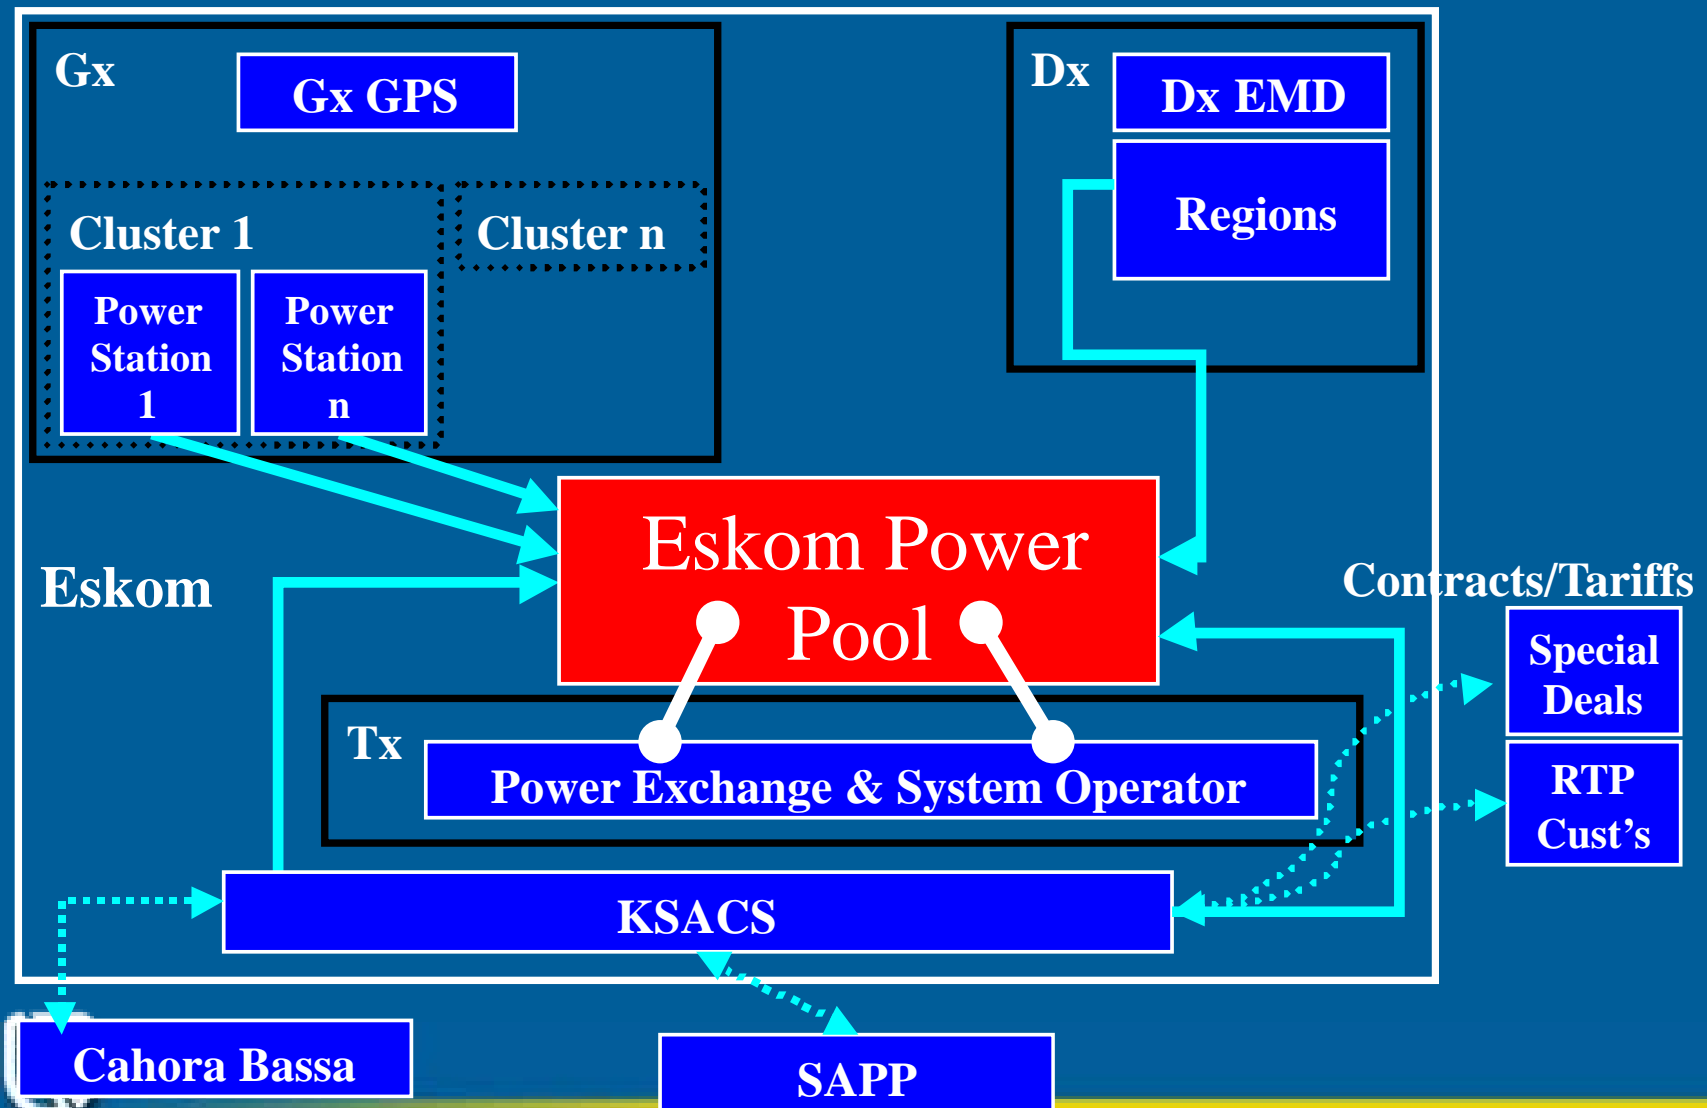 Gx
Gx GPS
Dx
Dx EMD
Regions
Cluster 1
Cluster n
Power
Station
1
Power
Station
n
Eskom Power
Pool
Eskom
Contracts/Tariffs
Special
Deals
RTP
Cust’s
Tx
Power Exchange & System Operator
KSACS
Cahora Bassa
SAPP